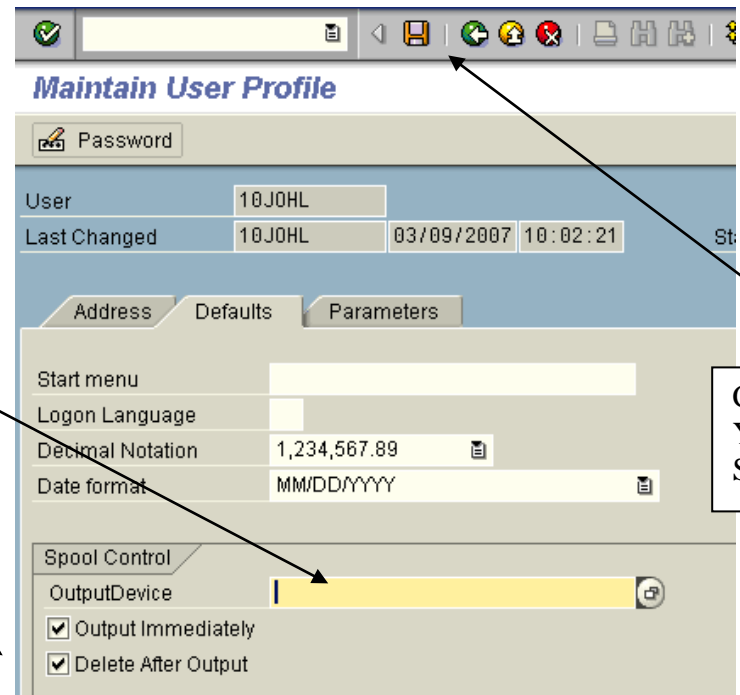 Maintain User Profile
Password
User 10JOHL
Last Changed 10JOHL 03/09/2007 10:02:21
Address Defaults Parameters
Start menu
Logon Language
Decimal Notation 1,234,567.89
Date format MM/DD/YYYY
Spool Control
OutputDevice
Output Immediately
Delete After Output